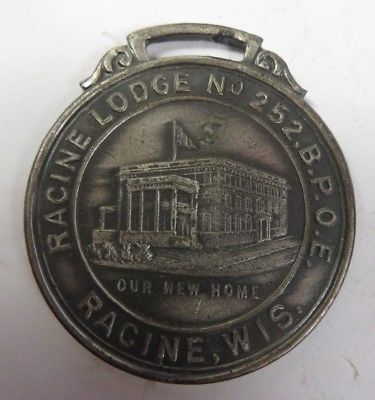 RACINE LODGE NO 252.B.P.O.E.
OUR NEW HOME
RACINE, WIS.